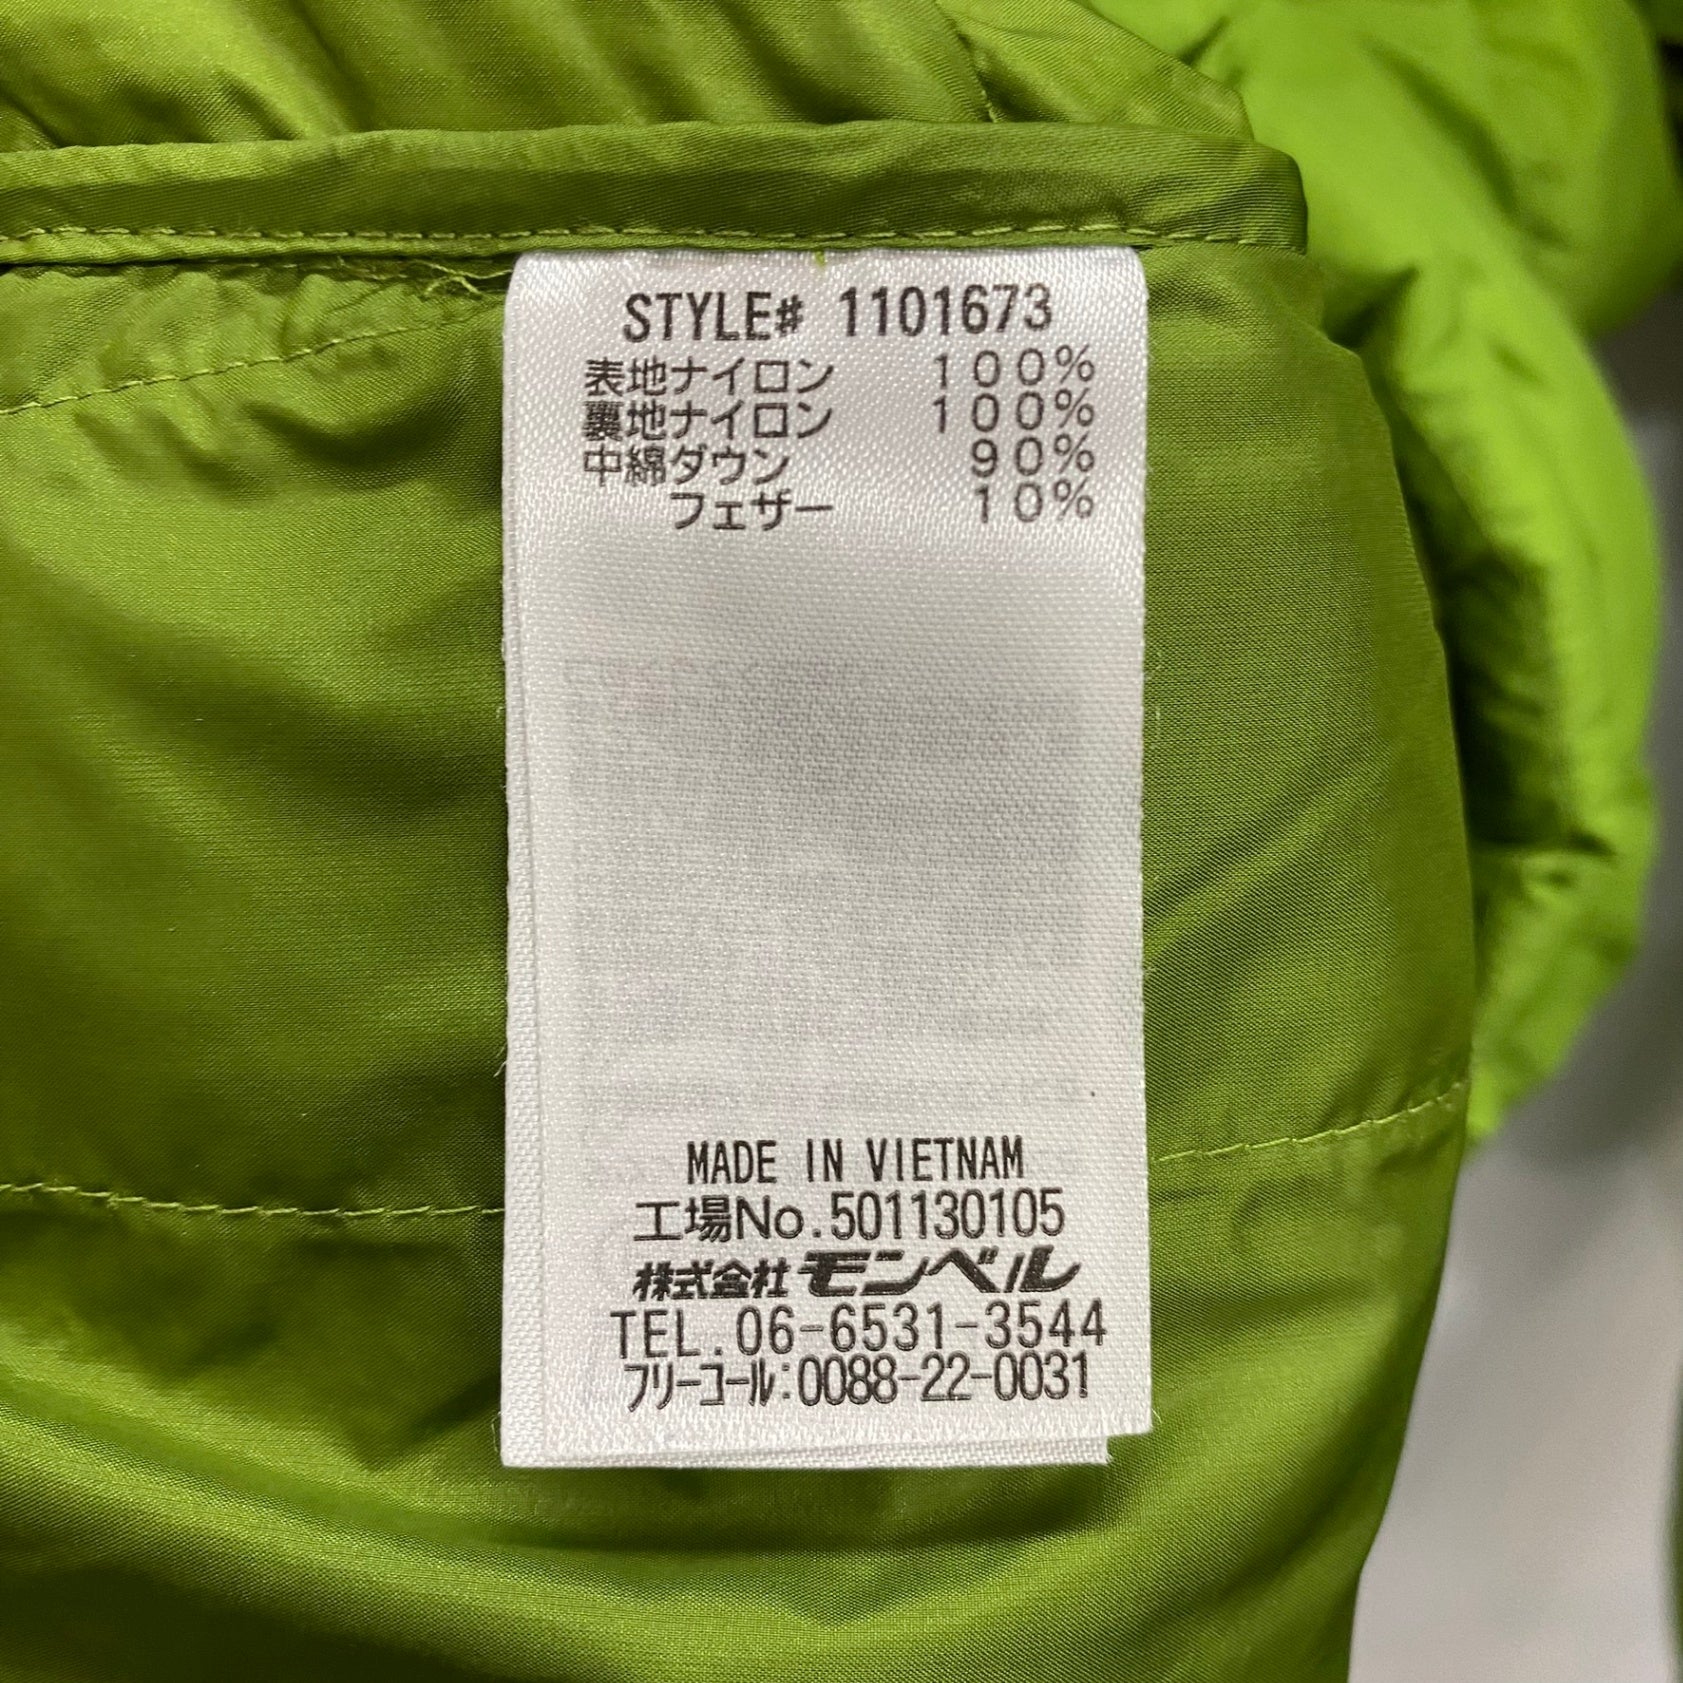 STYLE# 1101673
表地ナイロン 100%
裏地ナイロン 100%
中綿ダウン 90%
フェザー 10%
MADE IN VIETNAM
工場No.501130105
株式会社モンベル
TEL.06-6531-3544
フリーコール:0088-22-0031